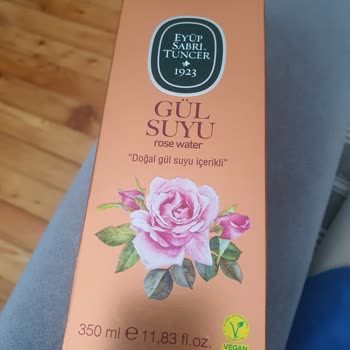 EYÜP
SABRİ
TUNCER
1923
GÜL
SUYU
rose water
"Doğal gül suyu içerikli"
350 ml ℮ 11,83 fl.oz.
V
VEGAN